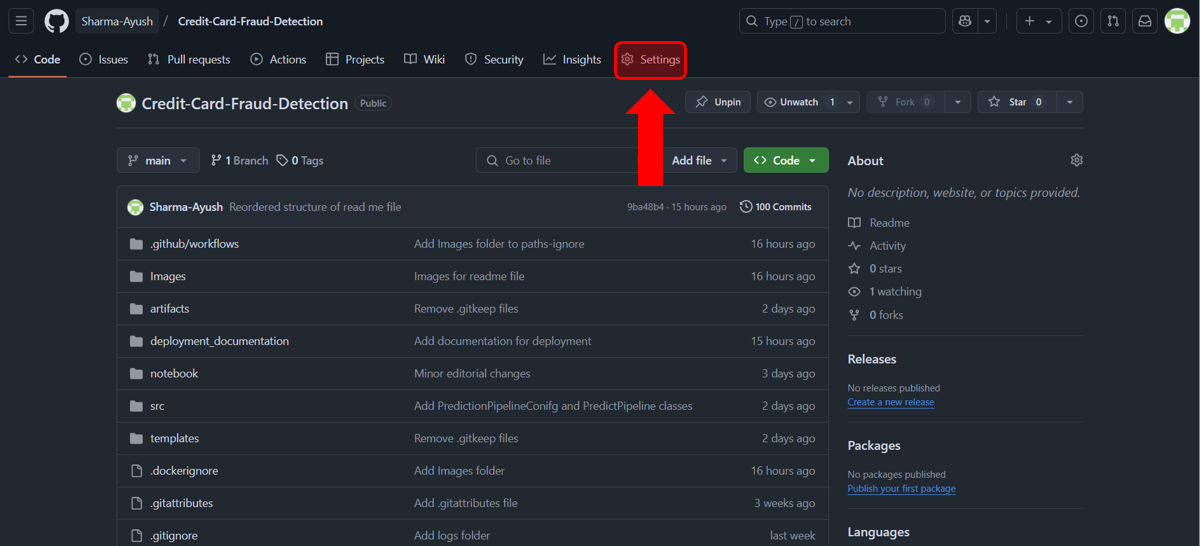 Sharma-Ayush / Credit-Card-Fraud-Detection Type / to search
Code Issues Pull requests Actions Projects Wiki Security Insights Settings
Credit-Card-Fraud-Detection Public Unpin Unwatch 1 Fork 0 Star 0
main 1 Branch 0 Tags Go to file Add file Code
Sharma-Ayush Reordered structure of read me file 9ba48b4 · 15 hours ago 100 Commits
.github/workflows Add Images folder to paths-ignore 16 hours ago
Images Images for readme file 16 hours ago
artifacts Remove .gitkeep files 2 days ago
deployment_documentation Add documentation for deployment 15 hours ago
notebook Minor editorial changes 3 days ago
src Add PredictionPipelineConifg and PredictPipeline classes 2 days ago
templates Remove .gitkeep files 2 days ago
.dockerignore Add Images folder 16 hours ago
.gitattributes Add .gitattributes file 3 weeks ago
.gitignore Add logs folder last week
About
No description, website, or topics provided.
Readme
Activity
0 stars
1 watching
0 forks
Releases
No releases published
Create a new release
Packages
No packages published
Publish your first package
Languages